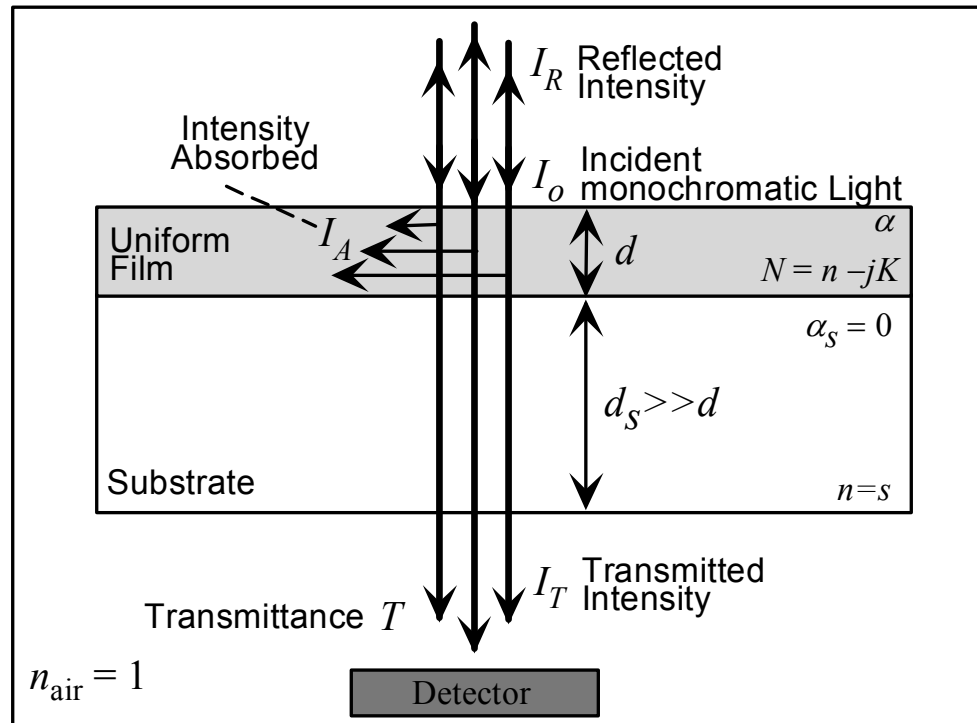 I_R Reflected
Intensity
Intensity
Absorbed
I_o Incident
monochromatic Light
I_A
Uniform
Film
d
α
N = n –jK
α_s = 0
d_s>>d
Substrate
n=s
I_T Transmitted
Intensity
Transmittance T
n_air = 1
Detector